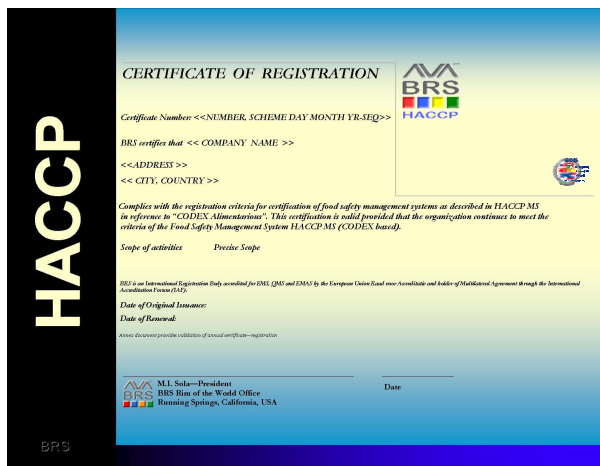 HACCP
CERTIFICATE OF REGISTRATION
AVA
BRS
HACCP
Certificate Number: <<NUMBER, SCHEME DAY MONTH YR-SEQ>>
BRS certifies that << COMPANY NAME >>
<<ADDRESS >>
<< CITY, COUNTRY >>
Complies with the registration criteria for certification of food safety management systems as described in HACCP MS
in reference to "CODEX Alimentarious". This certification is valid provided that the organization continues to meet the
criteria of the Food Safety Management System HACCP MS (CODEX based).
Scope of activities Precise Scope
BRS is an International Registration Body accredited for EMS, QMS and EMAS by the European Union Raad voor Accreditatie and holder of Multilateral Agreement through the International
Accreditation Forum (IAF).
Date of Original Issuance:
Date of Renewal:
Annex document provides validation of annual certificate—registration
AVA
BRS
M.I. Sola—President
BRS Rim of the World Office
Running Springs, California, USA
Date
BRS